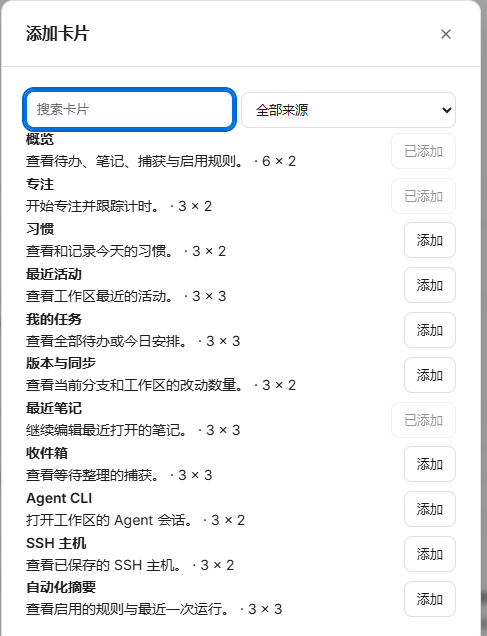 添加卡片
×
搜索卡片
全部来源
概览
查看待办、笔记、捕获与启用规则。 · 6 × 2
已添加
专注
开始专注并跟踪计时。 · 3 × 2
已添加
习惯
查看和记录今天的习惯。 · 3 × 2
添加
最近活动
查看工作区最近的活动。 · 3 × 3
添加
我的任务
查看全部待办或今日安排。 · 3 × 3
添加
版本与同步
查看当前分支和工作区的改动数量。 · 3 × 2
添加
最近笔记
继续编辑最近打开的笔记。 · 3 × 3
已添加
收件箱
查看等待整理的捕获。 · 3 × 3
添加
Agent CLI
打开工作区的 Agent 会话。 · 3 × 2
添加
SSH 主机
查看已保存的 SSH 主机。 · 3 × 2
添加
自动化摘要
查看启用的规则与最近一次运行。 · 3 × 3
添加